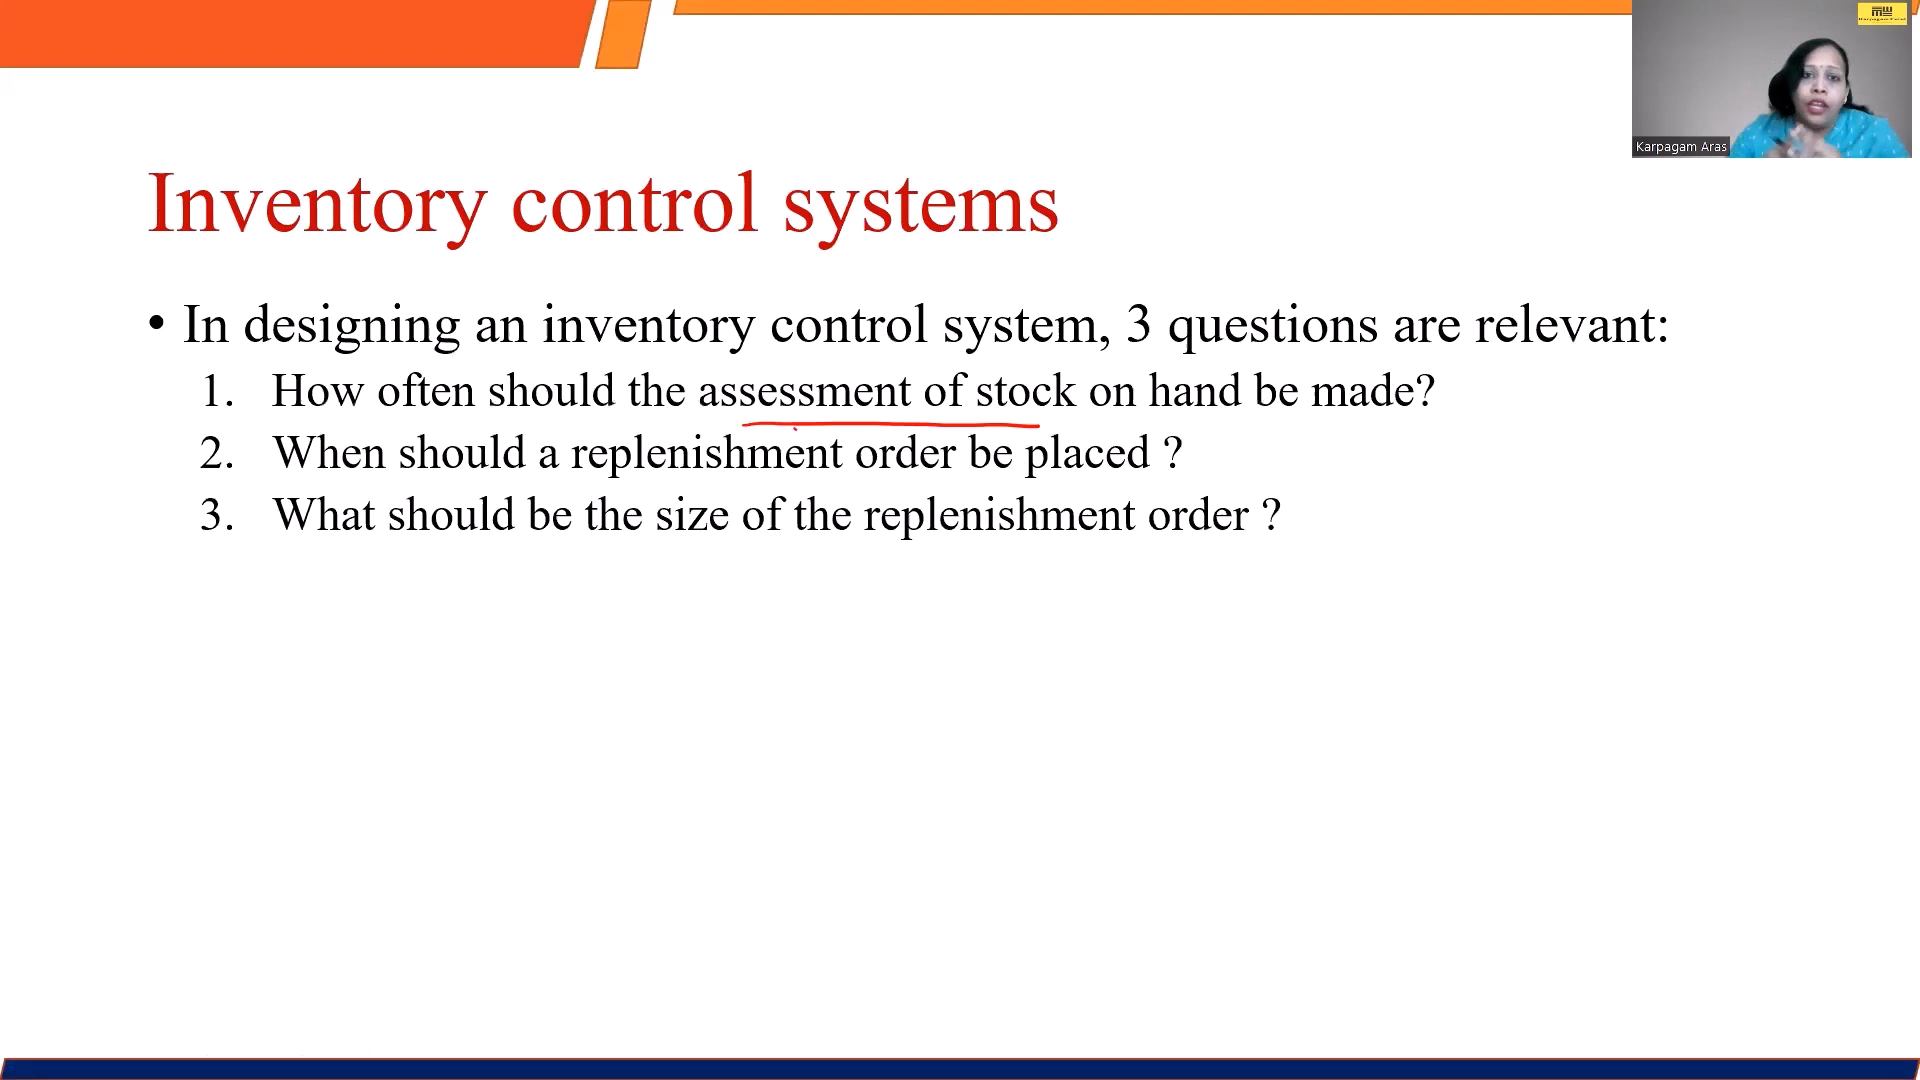 Karpagam Aras
Inventory control systems
• In designing an inventory control system, 3 questions are relevant:
1. How often should the assessment of stock on hand be made?
2. When should a replenishment order be placed ?
3. What should be the size of the replenishment order ?